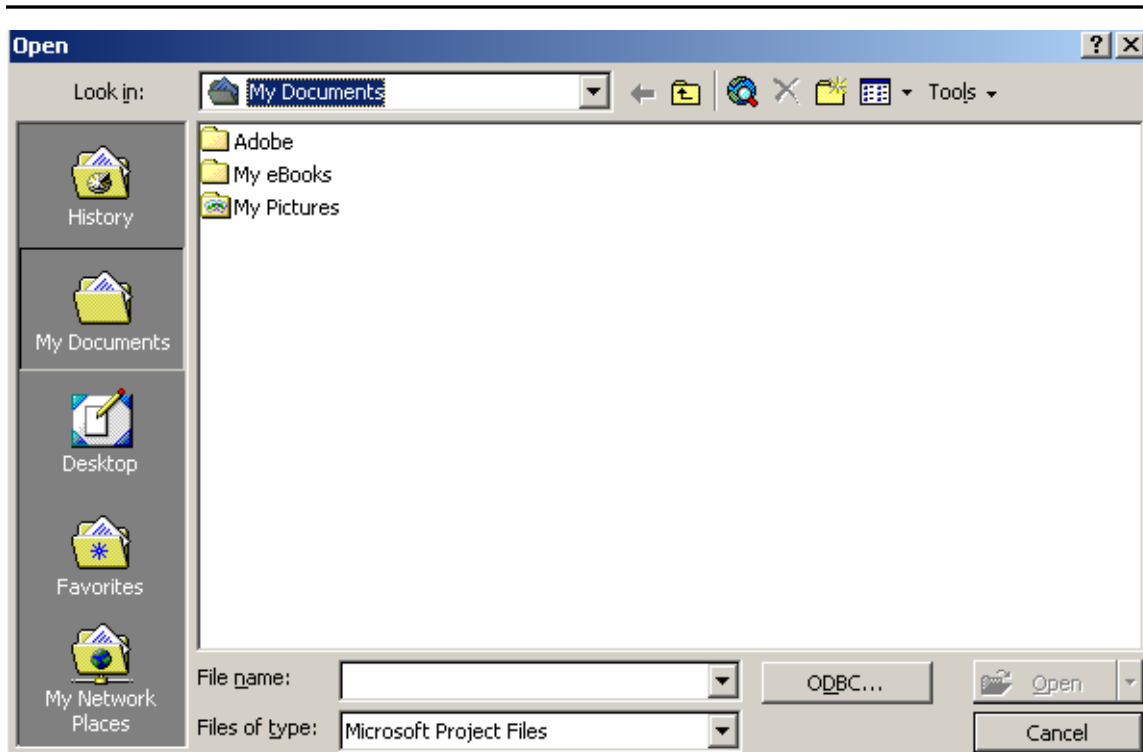 Open
Look in:
My Documents
Tools
Adobe
My eBooks
My Pictures
History
My Documents
Desktop
Favorites
My Network
Places
File name:
ODBC...
Open
Files of type:
Microsoft Project Files
Cancel